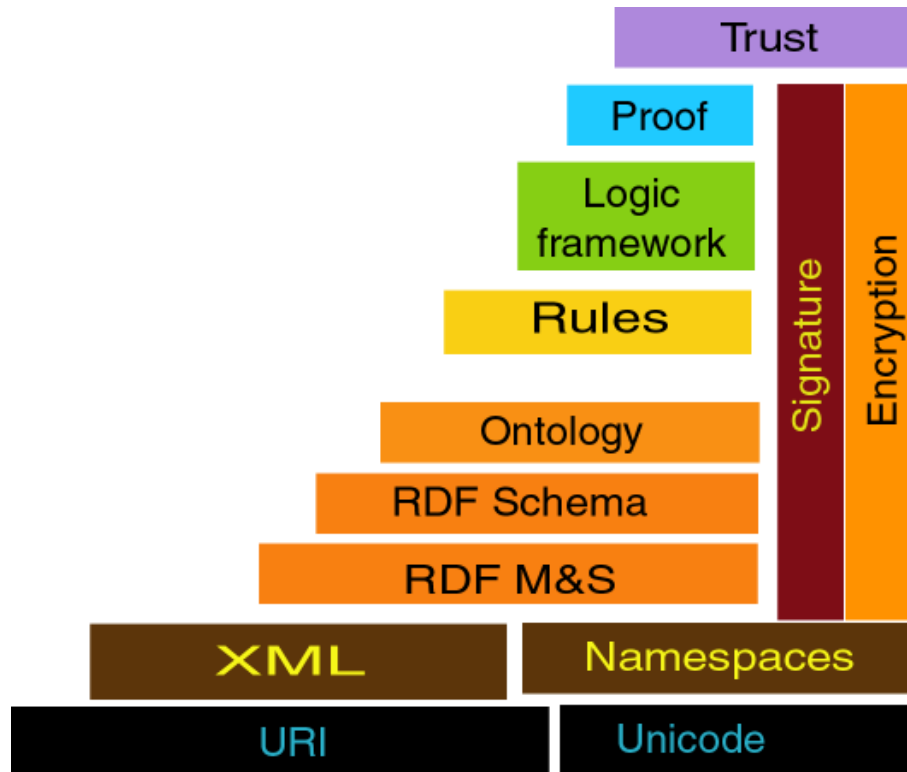 Trust
Proof
Logic
framework
Rules
Ontology
RDF Schema
RDF M&S
Signature
Encryption
XML
Namespaces
URI
Unicode